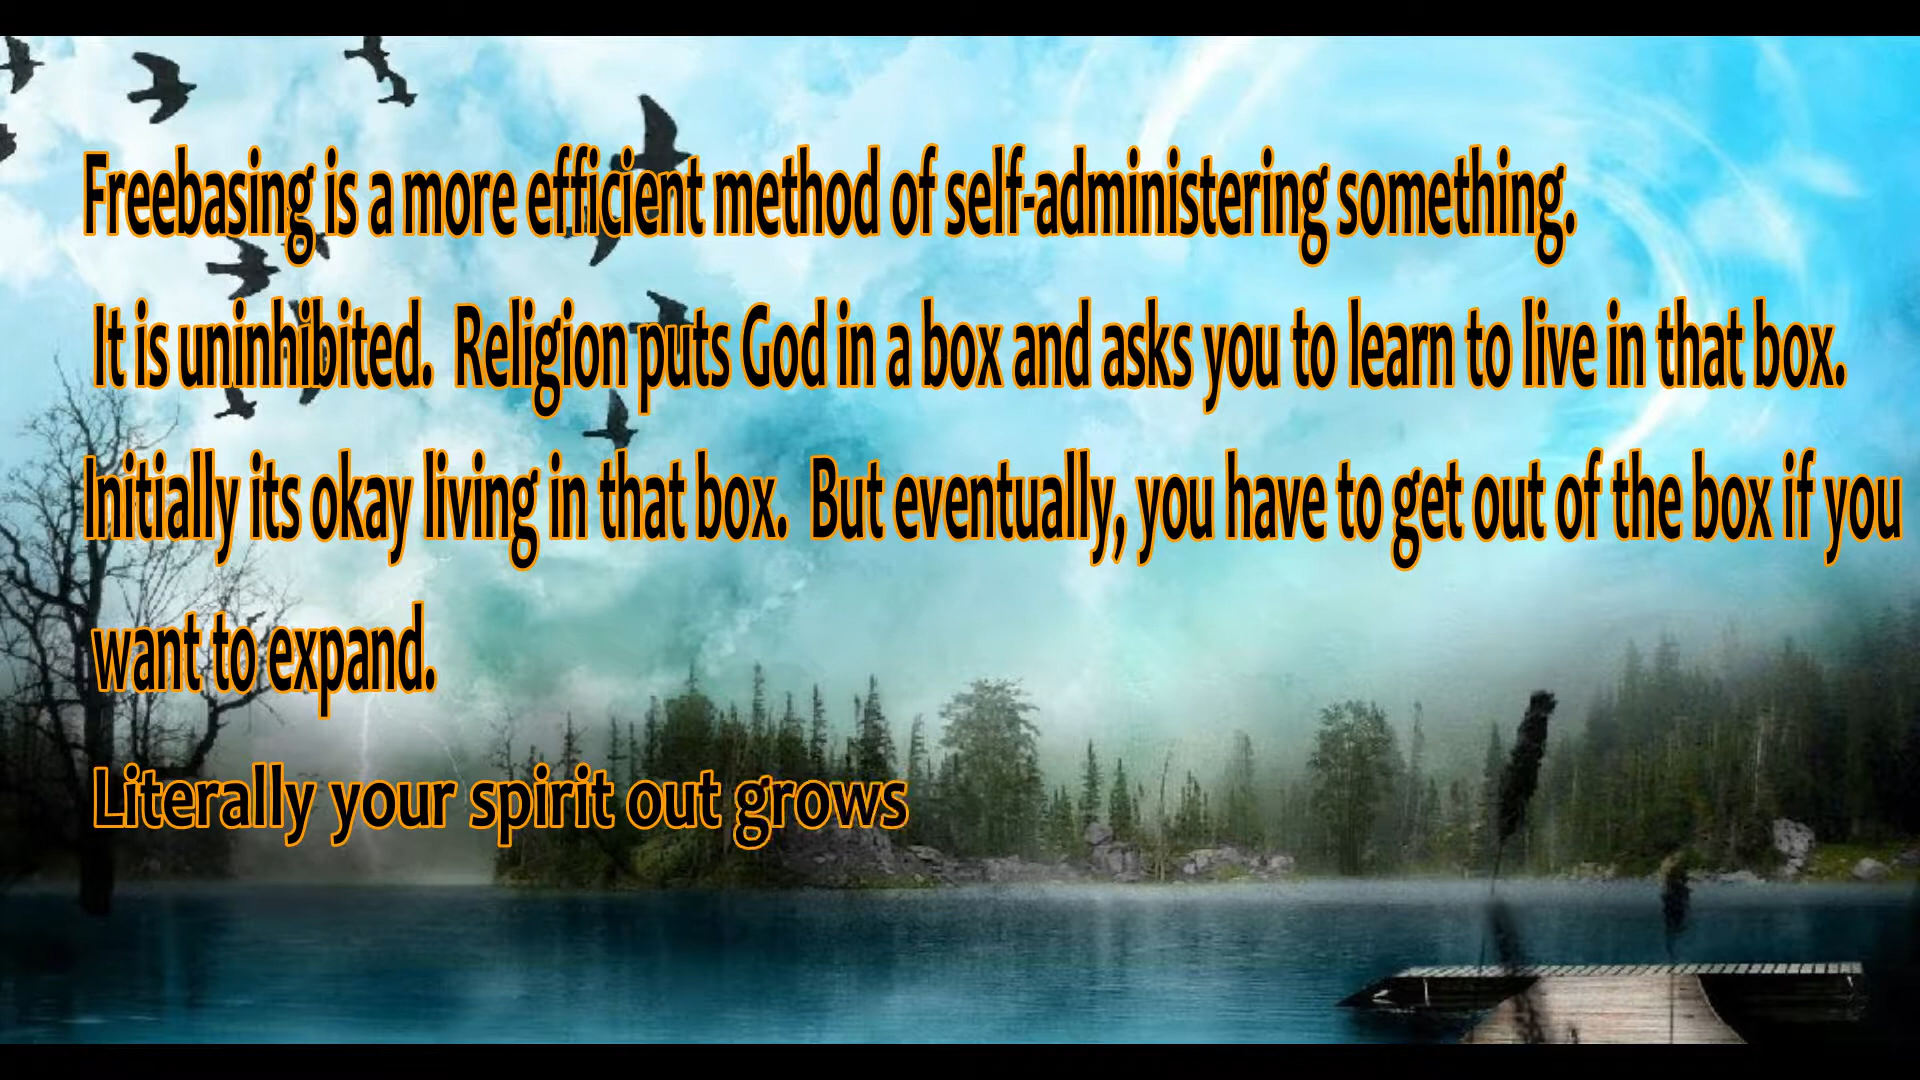 Freebasing is a more efficient method of self-administering something.
It is uninhibited. Religion puts God in a box and asks you to learn to live in that box.
Initially its okay living in that box. But eventually, you have to get out of the box if you
want to expand.
Literally your spirit out grows